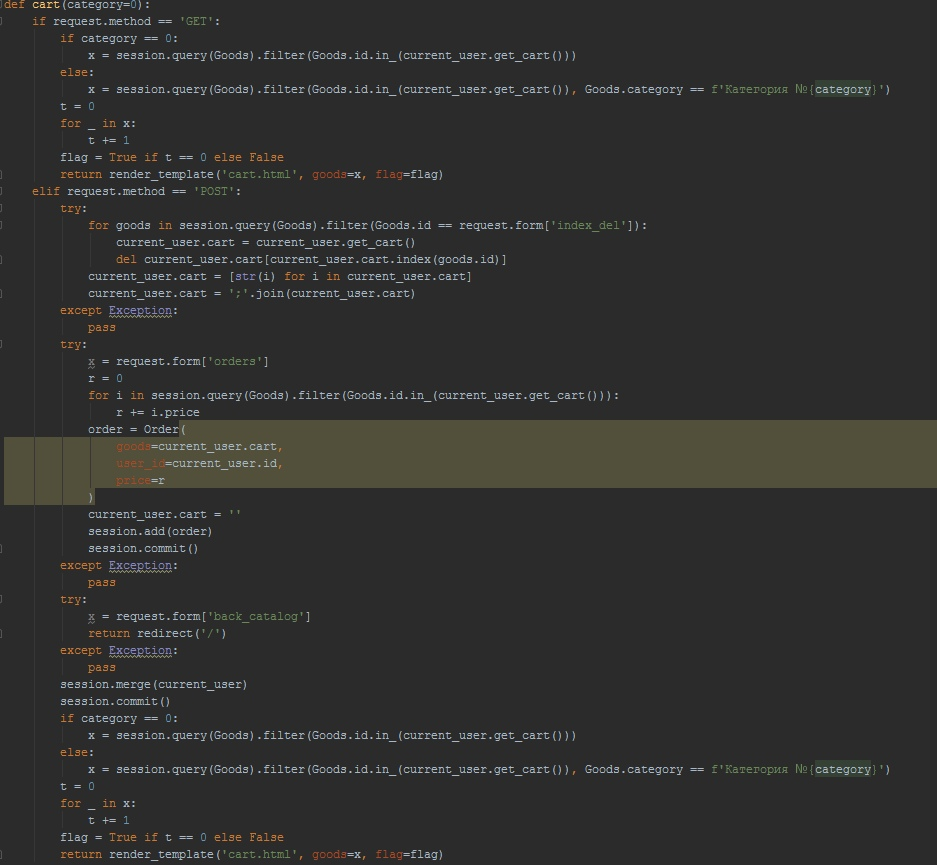 def cart(category=0):
    if request.method == 'GET':
        if category == 0:
            x = session.query(Goods).filter(Goods.id.in_(current_user.get_cart()))
        else:
            x = session.query(Goods).filter(Goods.id.in_(current_user.get_cart()), Goods.category == f'Категория №{category}')
        t = 0
        for _ in x:
            t += 1
        flag = True if t == 0 else False
        return render_template('cart.html', goods=x, flag=flag)
    elif request.method == 'POST':
        try:
            for goods in session.query(Goods).filter(Goods.id == request.form['index_del']):
                current_user.cart = current_user.get_cart()
                del current_user.cart[current_user.cart.index(goods.id)]
            current_user.cart = [str(i) for i in current_user.cart]
            current_user.cart = ';'.join(current_user.cart)
        except Exception:
            pass
        try:
            x = request.form['orders']
            r = 0
            for i in session.query(Goods).filter(Goods.id.in_(current_user.get_cart())):
                r += i.price
            order = Order(
                goods=current_user.cart,
                user_id=current_user.id,
                price=r
            )
            current_user.cart = ''
            session.add(order)
            session.commit()
        except Exception:
            pass
        try:
            x = request.form['back_catalog']
            return redirect('/')
        except Exception:
            pass
        session.merge(current_user)
        session.commit()
        if category == 0:
            x = session.query(Goods).filter(Goods.id.in_(current_user.get_cart()))
        else:
            x = session.query(Goods).filter(Goods.id.in_(current_user.get_cart()), Goods.category == f'Категория №{category}')
        t = 0
        for _ in x:
            t += 1
        flag = True if t == 0 else False
        return render_template('cart.html', goods=x, flag=flag)